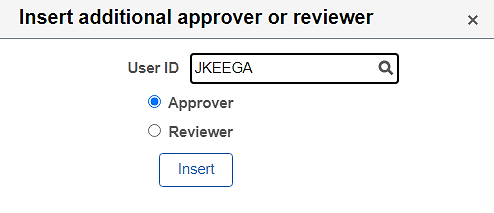 Insert additional approver or reviewer
User ID JKEEGA
Approver
Reviewer
Insert